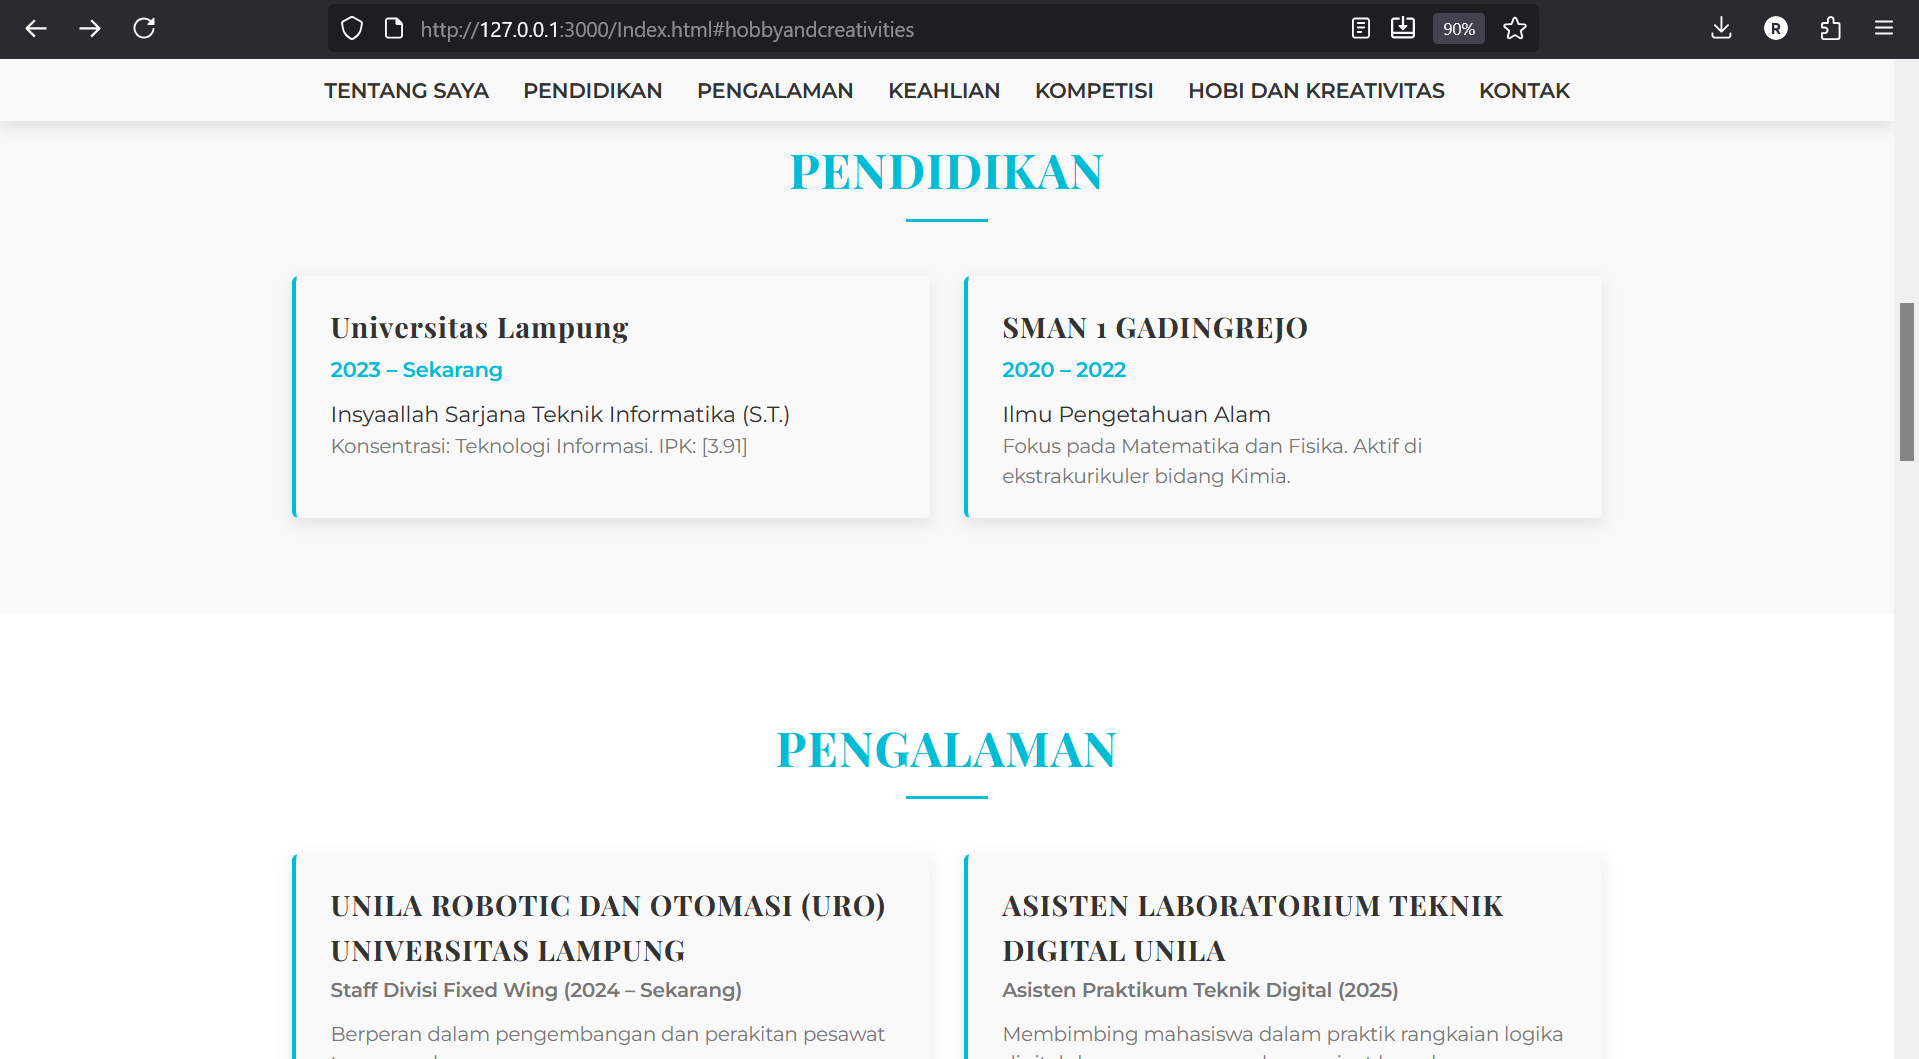 http://127.0.0.1:3000/Index.html#hobbyandcreativities
90%
R
TENTANG SAYA PENDIDIKAN PENGALAMAN KEAHLIAN KOMPETISI HOBI DAN KREATIVITAS KONTAK
PENDIDIKAN
Universitas Lampung
2023 – Sekarang
Insyaallah Sarjana Teknik Informatika (S.T.)
Konsentrasi: Teknologi Informasi. IPK: [3.91]
SMAN 1 GADINGREJO
2020 – 2022
Ilmu Pengetahuan Alam
Fokus pada Matematika dan Fisika. Aktif di
ekstrakurikuler bidang Kimia.
PENGALAMAN
UNILA ROBOTIC DAN OTOMASI (URO)
UNIVERSITAS LAMPUNG
Staff Divisi Fixed Wing (2024 – Sekarang)
Berperan dalam pengembangan dan perakitan pesawat
ASISTEN LABORATORIUM TEKNIK
DIGITAL UNILA
Asisten Praktikum Teknik Digital (2025)
Membimbing mahasiswa dalam praktik rangkaian logika